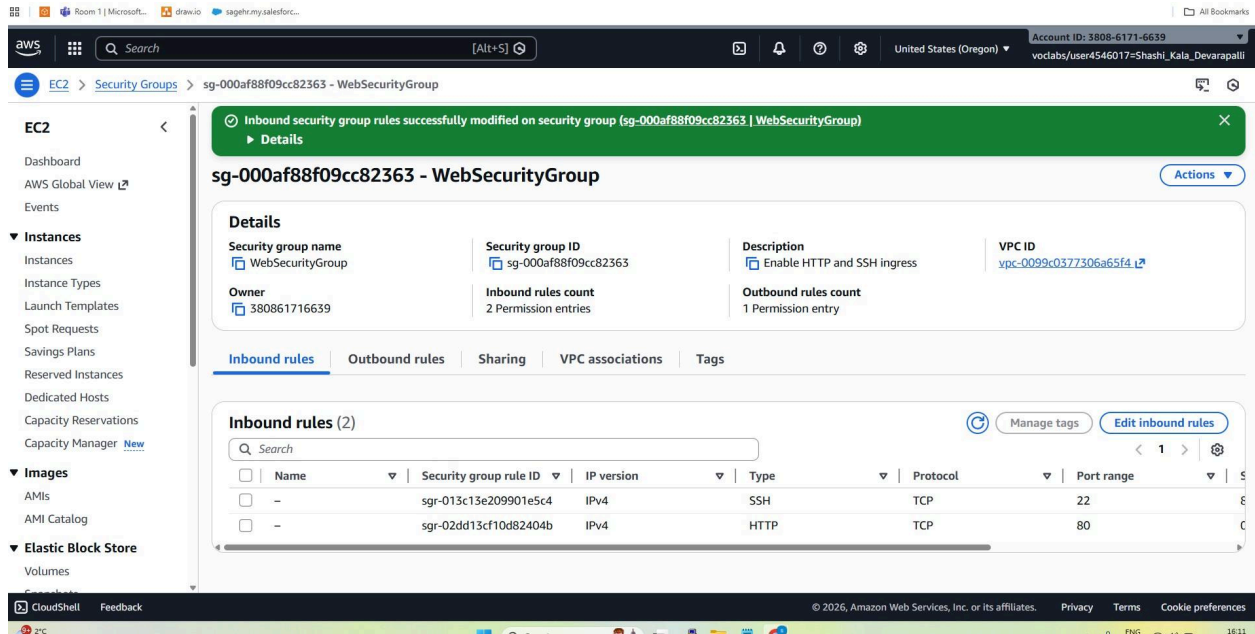 Room 1 | Microsoft... draw.io sagehr.my.salesforc... All Bookmarks
aws Search [Alt+S] United States (Oregon) Account ID: 3808-6171-6639
voclabs/user4546017=Shashi_Kala_Devarapalli
EC2 > Security Groups > sg-000af88f09cc82363 - WebSecurityGroup
EC2
Dashboard
AWS Global View
Events
Instances
Instances
Instance Types
Launch Templates
Spot Requests
Savings Plans
Reserved Instances
Dedicated Hosts
Capacity Reservations
Capacity Manager New
Images
AMIs
AMI Catalog
Elastic Block Store
Volumes
Inbound security group rules successfully modified on security group (sg-000af88f09cc82363 | WebSecurityGroup)
Details
sg-000af88f09cc82363 - WebSecurityGroup Actions
Details
Security group name Security group ID Description VPC ID
WebSecurityGroup sg-000af88f09cc82363 Enable HTTP and SSH ingress vpc-0099c0377306a65f4
Owner Inbound rules count Outbound rules count
380861716639 2 Permission entries 1 Permission entry
Inbound rules Outbound rules Sharing VPC associations Tags
Inbound rules (2) Manage tags Edit inbound rules
Search 1
Name Security group rule ID IP version Type Protocol Port range
– sgr-013c13e209901e5c4 IPv4 SSH TCP 22
– sgr-02dd13cf10d82404b IPv4 HTTP TCP 80
CloudShell Feedback © 2026, Amazon Web Services, Inc. or its affiliates. Privacy Terms Cookie preferences
2°C ENG 16:11